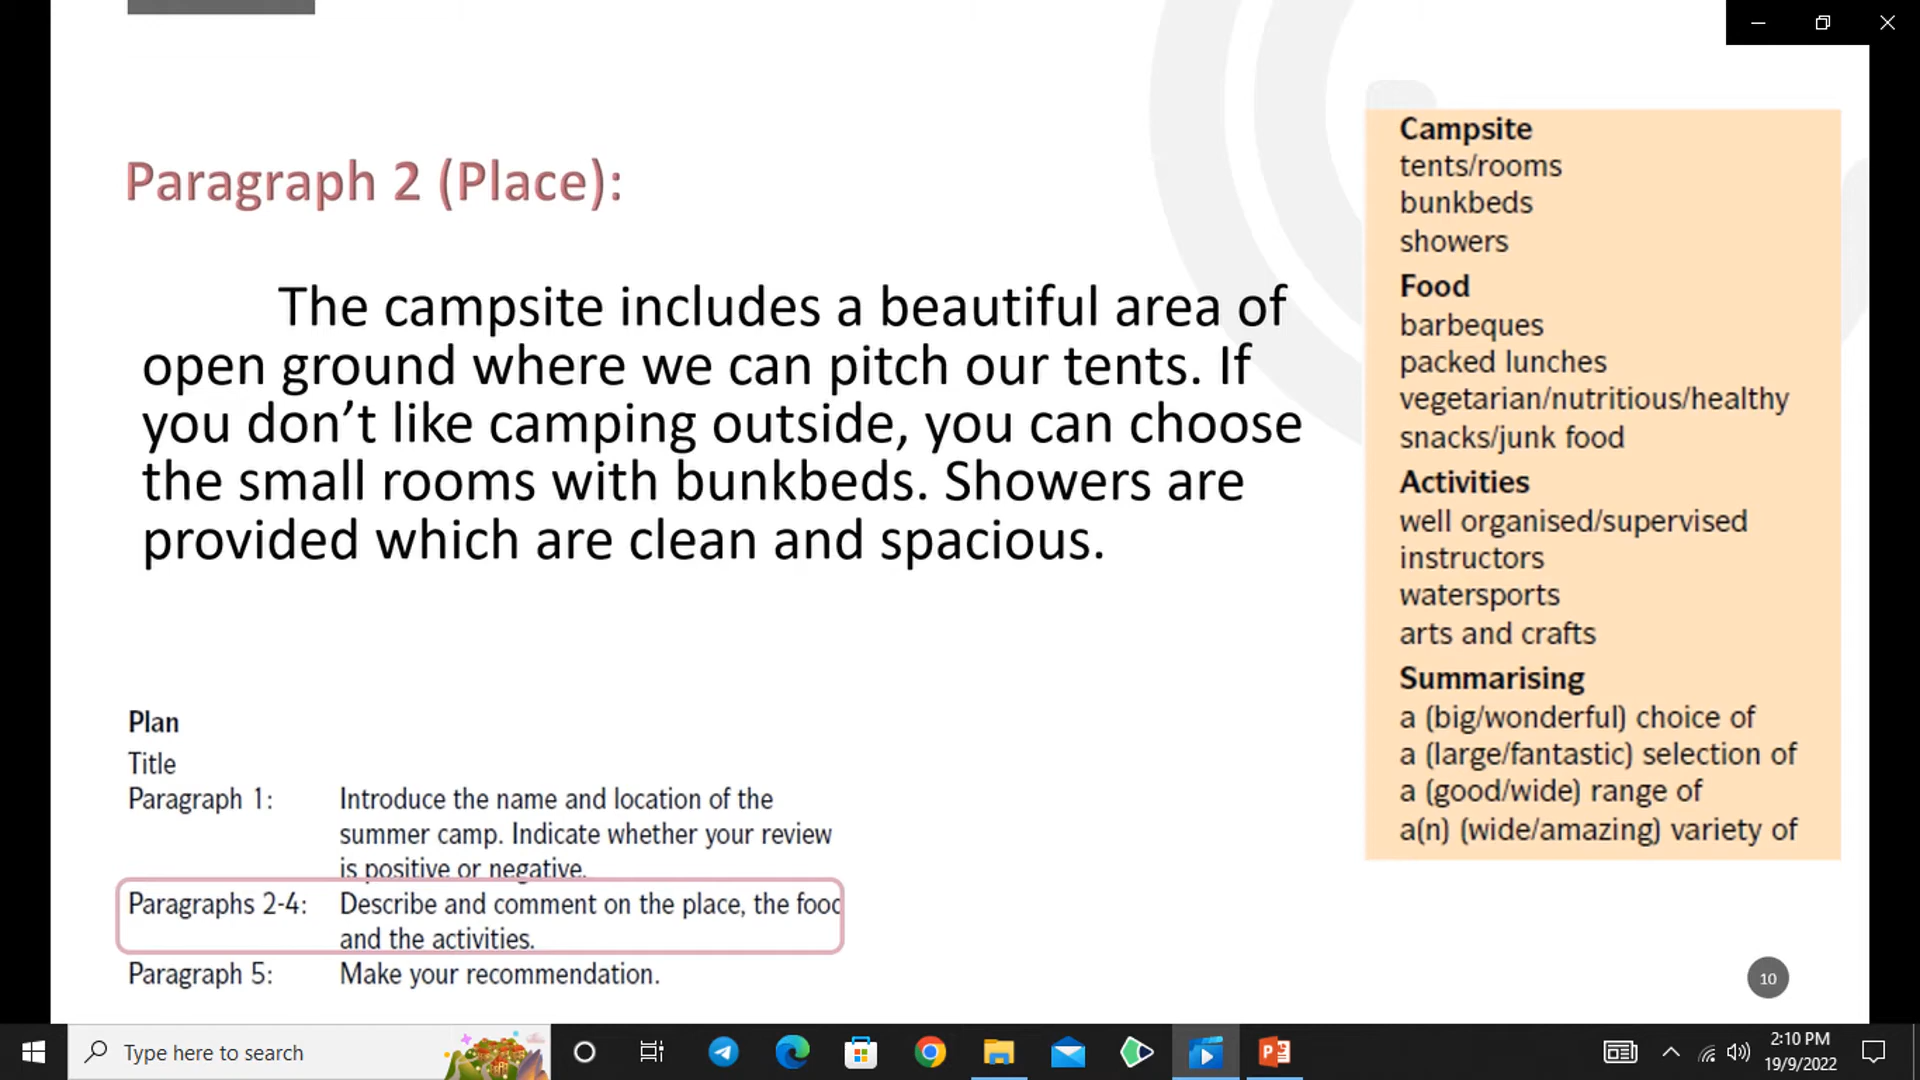 Paragraph 2 (Place):
The campsite includes a beautiful area of
open ground where we can pitch our tents. If
you don't like camping outside, you can choose
the small rooms with bunkbeds. Showers are
provided which are clean and spacious.
Campsite
tents/rooms
bunkbeds
showers
Food
barbeques
packed lunches
vegetarian/nutritious/healthy
snacks/junk food
Activities
well organised/supervised
instructors
watersports
arts and crafts
Summarising
a (big/wonderful) choice of
a (large/fantastic) selection of
a (good/wide) range of
a(n) (wide/amazing) variety of
Plan
Title
Paragraph 1: Introduce the name and location of the
summer camp. Indicate whether your review
is positive or negative.
Paragraphs 2-4: Describe and comment on the place, the food
and the activities.
Paragraph 5: Make your recommendation.
10
Type here to search
2:10 PM
19/9/2022